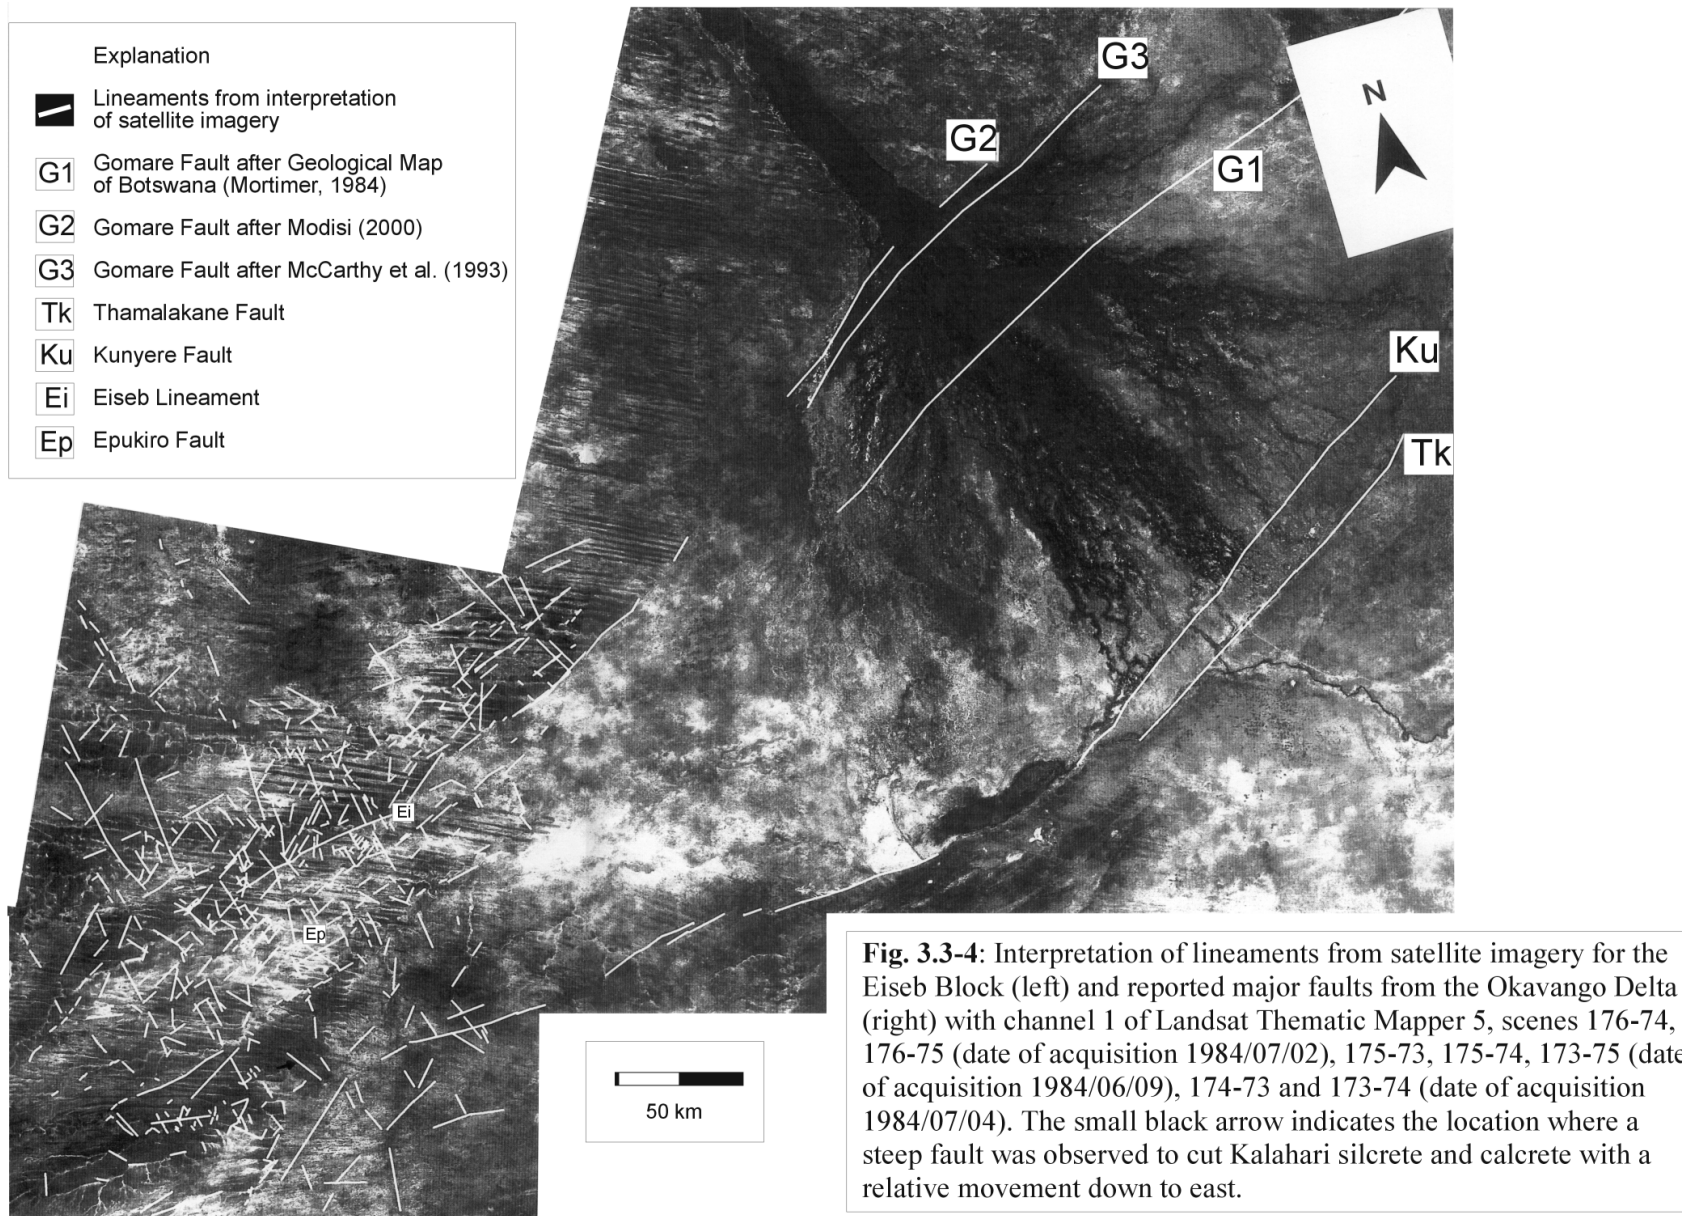 Explanation
Lineaments from interpretation
of satellite imagery
G1
Gomare Fault after Geological Map
of Botswana (Mortimer, 1984)
G2
Gomare Fault after Modisi (2000)
G3
Gomare Fault after McCarthy et al. (1993)
Tk
Thamalakane Fault
Ku
Kunyere Fault
Ei
Eiseb Lineament
Ep
Epukiro Fault
G3
G2
G1
N
Ku
Tk
Ei
Ep
50 km
Fig. 3.3-4: Interpretation of lineaments from satellite imagery for the
Eiseb Block (left) and reported major faults from the Okavango Delta
(right) with channel 1 of Landsat Thematic Mapper 5, scenes 176-74,
176-75 (date of acquisition 1984/07/02), 175-73, 175-74, 173-75 (date
of acquisition 1984/06/09), 174-73 and 173-74 (date of acquisition
1984/07/04). The small black arrow indicates the location where a
steep fault was observed to cut Kalahari silcrete and calcrete with a
relative movement down to east.